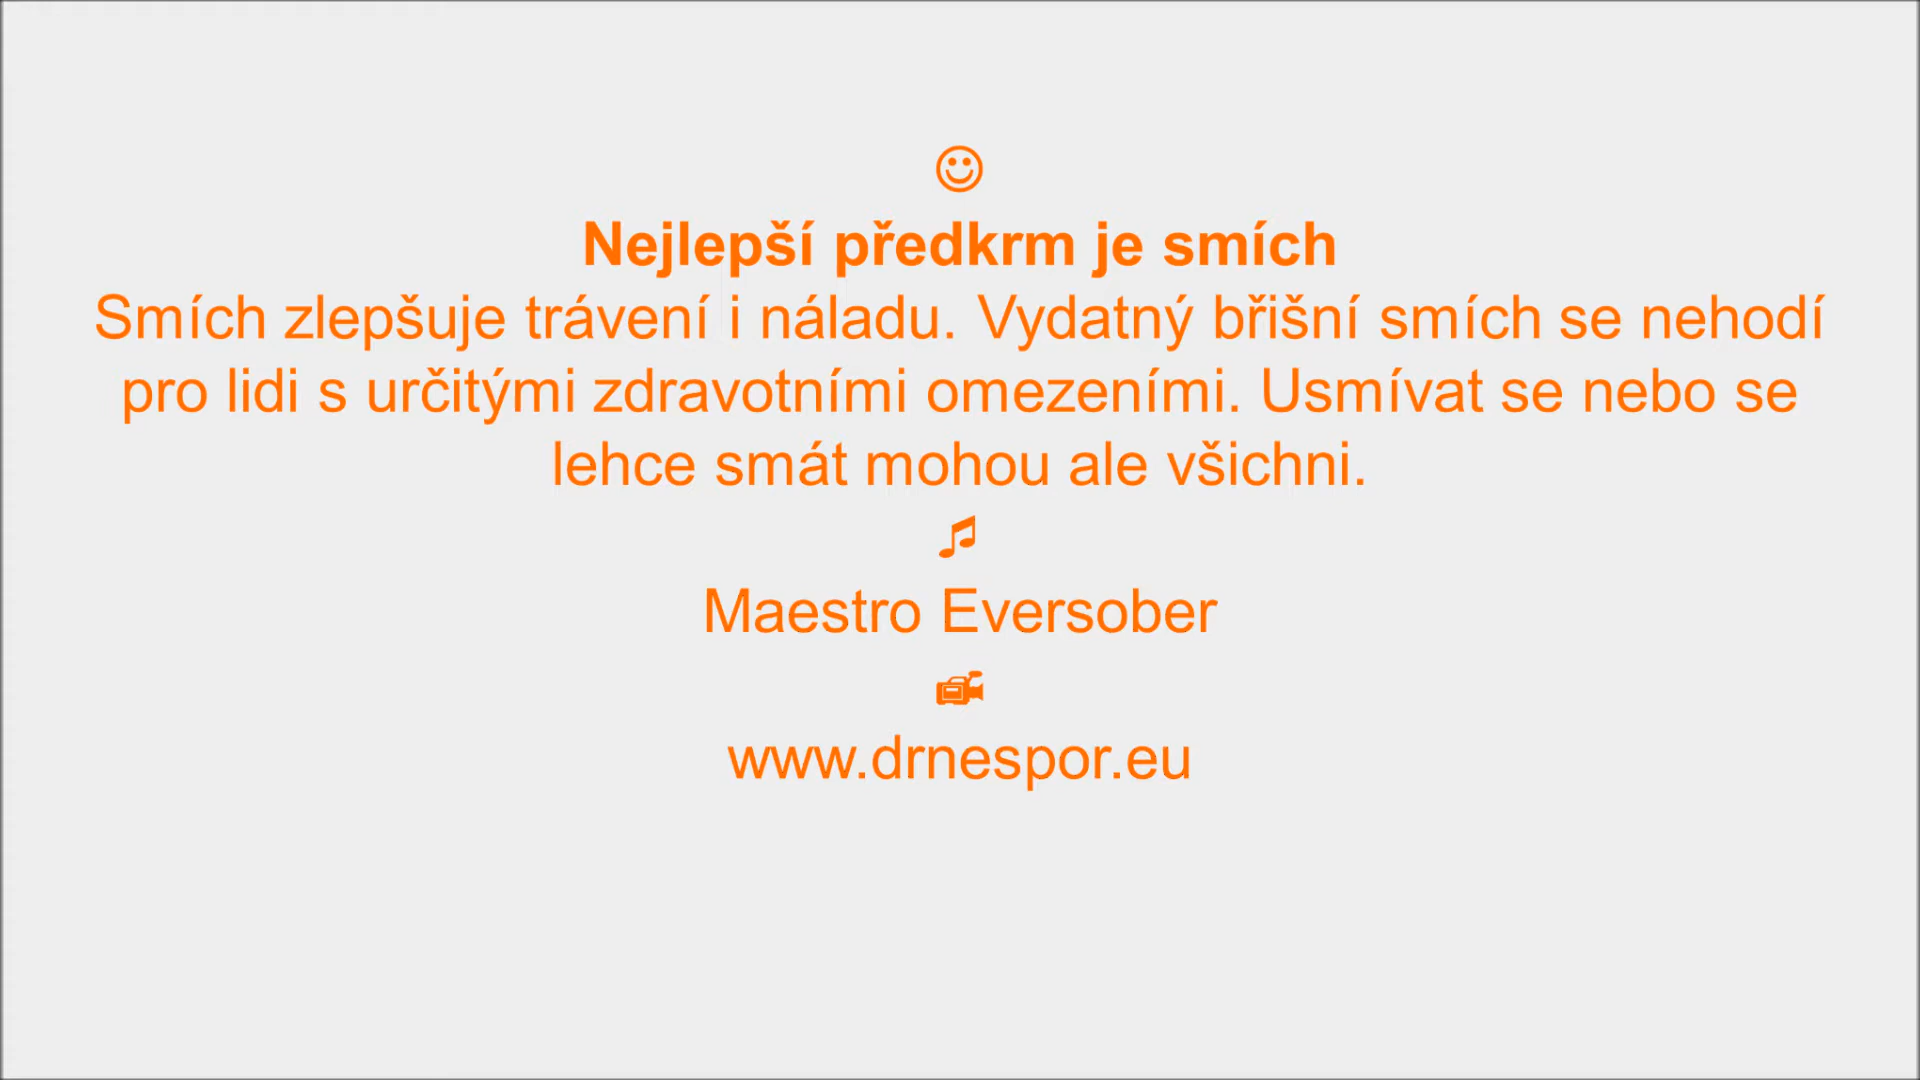 Nejlepší předkrm je smích
Smích zlepšuje trávení i náladu. Vydatný břišní smích se nehodí
pro lidi s určitými zdravotními omezeními. Usmívat se nebo se
lehce smát mohou ale všichni.
Maestro Eversober
www.drnespor.eu